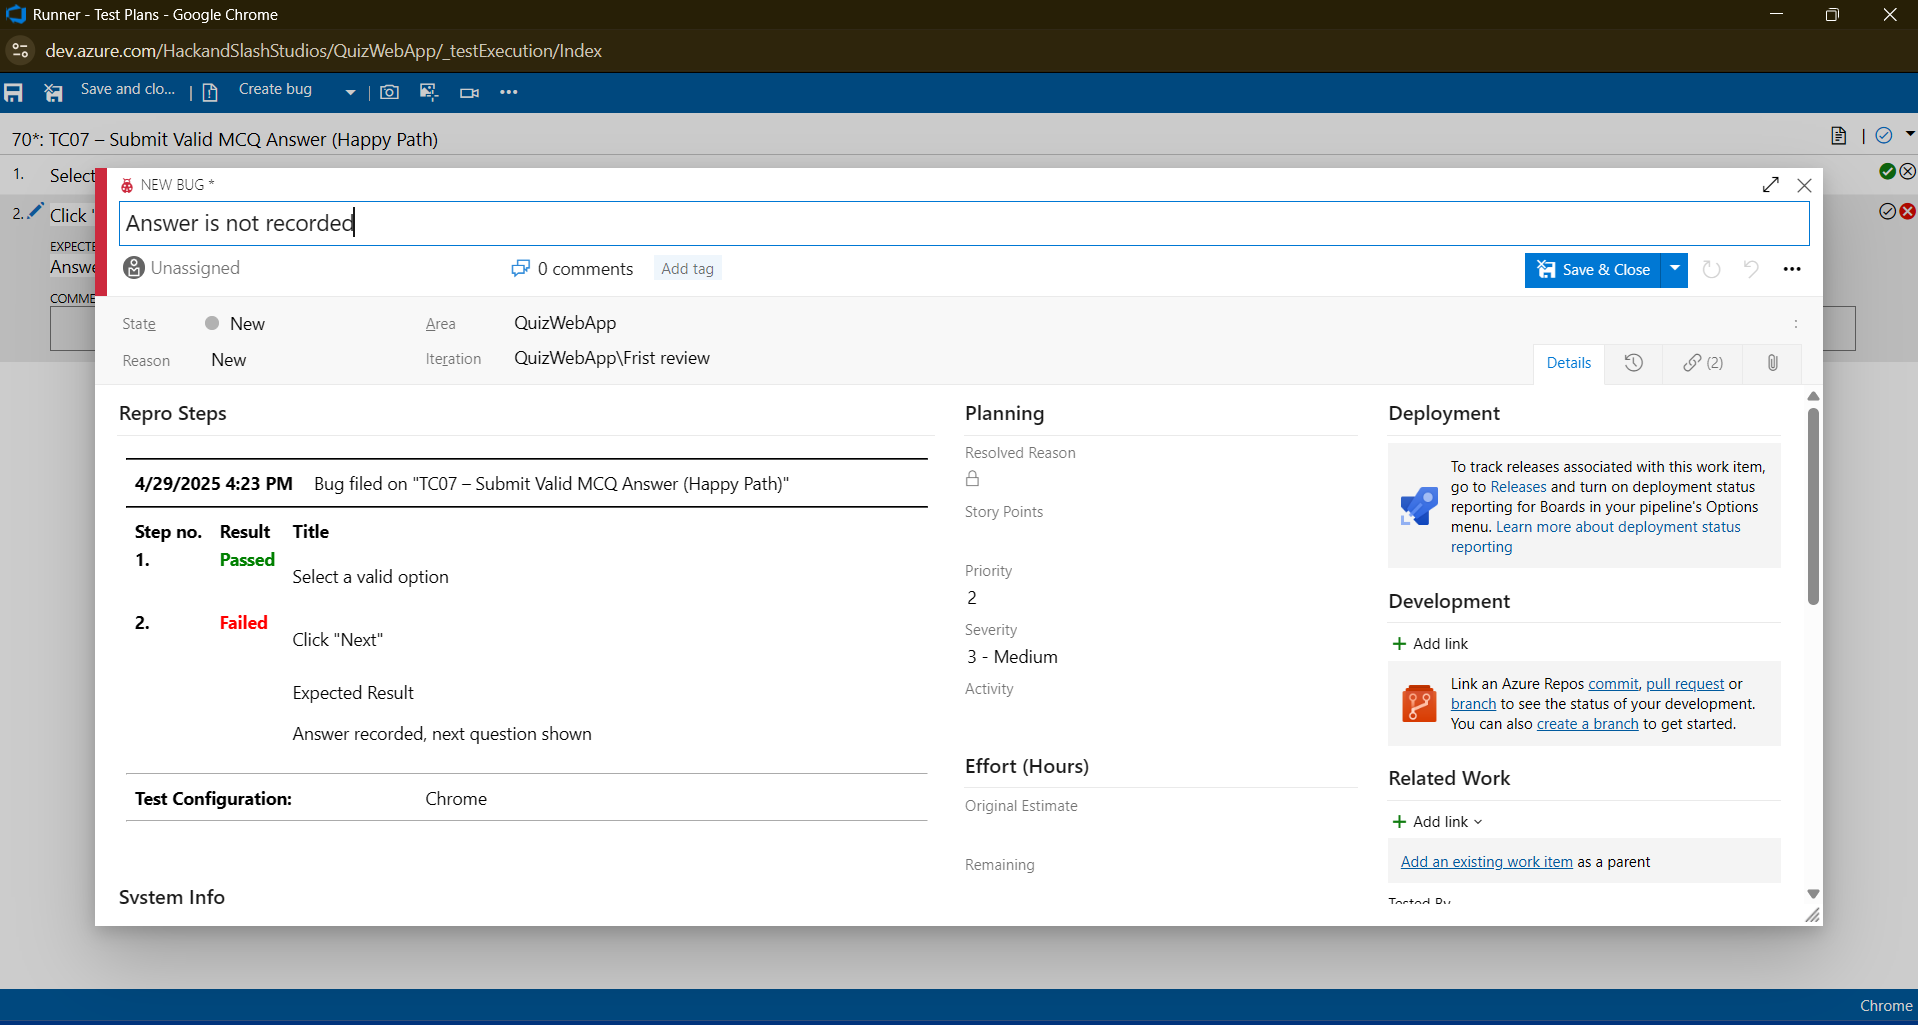 Runner - Test Plans - Google Chrome
dev.azure.com/HackandSlashStudios/QuizWebApp/_testExecution/Index
Save and clo... | Create bug
70*: TC07 – Submit Valid MCQ Answer (Happy Path)
1. Select
2. Click "
EXPECTE
Answe
COMME
NEW BUG *
Answer is not recorded
Unassigned
0 comments
Add tag
Save & Close
State New
Area QuizWebApp
Reason New
Iteration QuizWebApp\Frist review
Details
(2)
Repro Steps
4/29/2025 4:23 PM Bug filed on "TC07 – Submit Valid MCQ Answer (Happy Path)"
Step no. Result Title
1. Passed
Select a valid option
2. Failed
Click "Next"
Expected Result
Answer recorded, next question shown
Test Configuration: Chrome
System Info
Planning
Resolved Reason
Story Points
Priority
2
Severity
3 - Medium
Activity
Effort (Hours)
Original Estimate
Remaining
Deployment
To track releases associated with this work item,
go to Releases and turn on deployment status
reporting for Boards in your pipeline's Options
menu. Learn more about deployment status
reporting
Development
+ Add link
Link an Azure Repos commit, pull request or
branch to see the status of your development.
You can also create a branch to get started.
Related Work
+ Add link
Add an existing work item as a parent
Tested By
Chrome